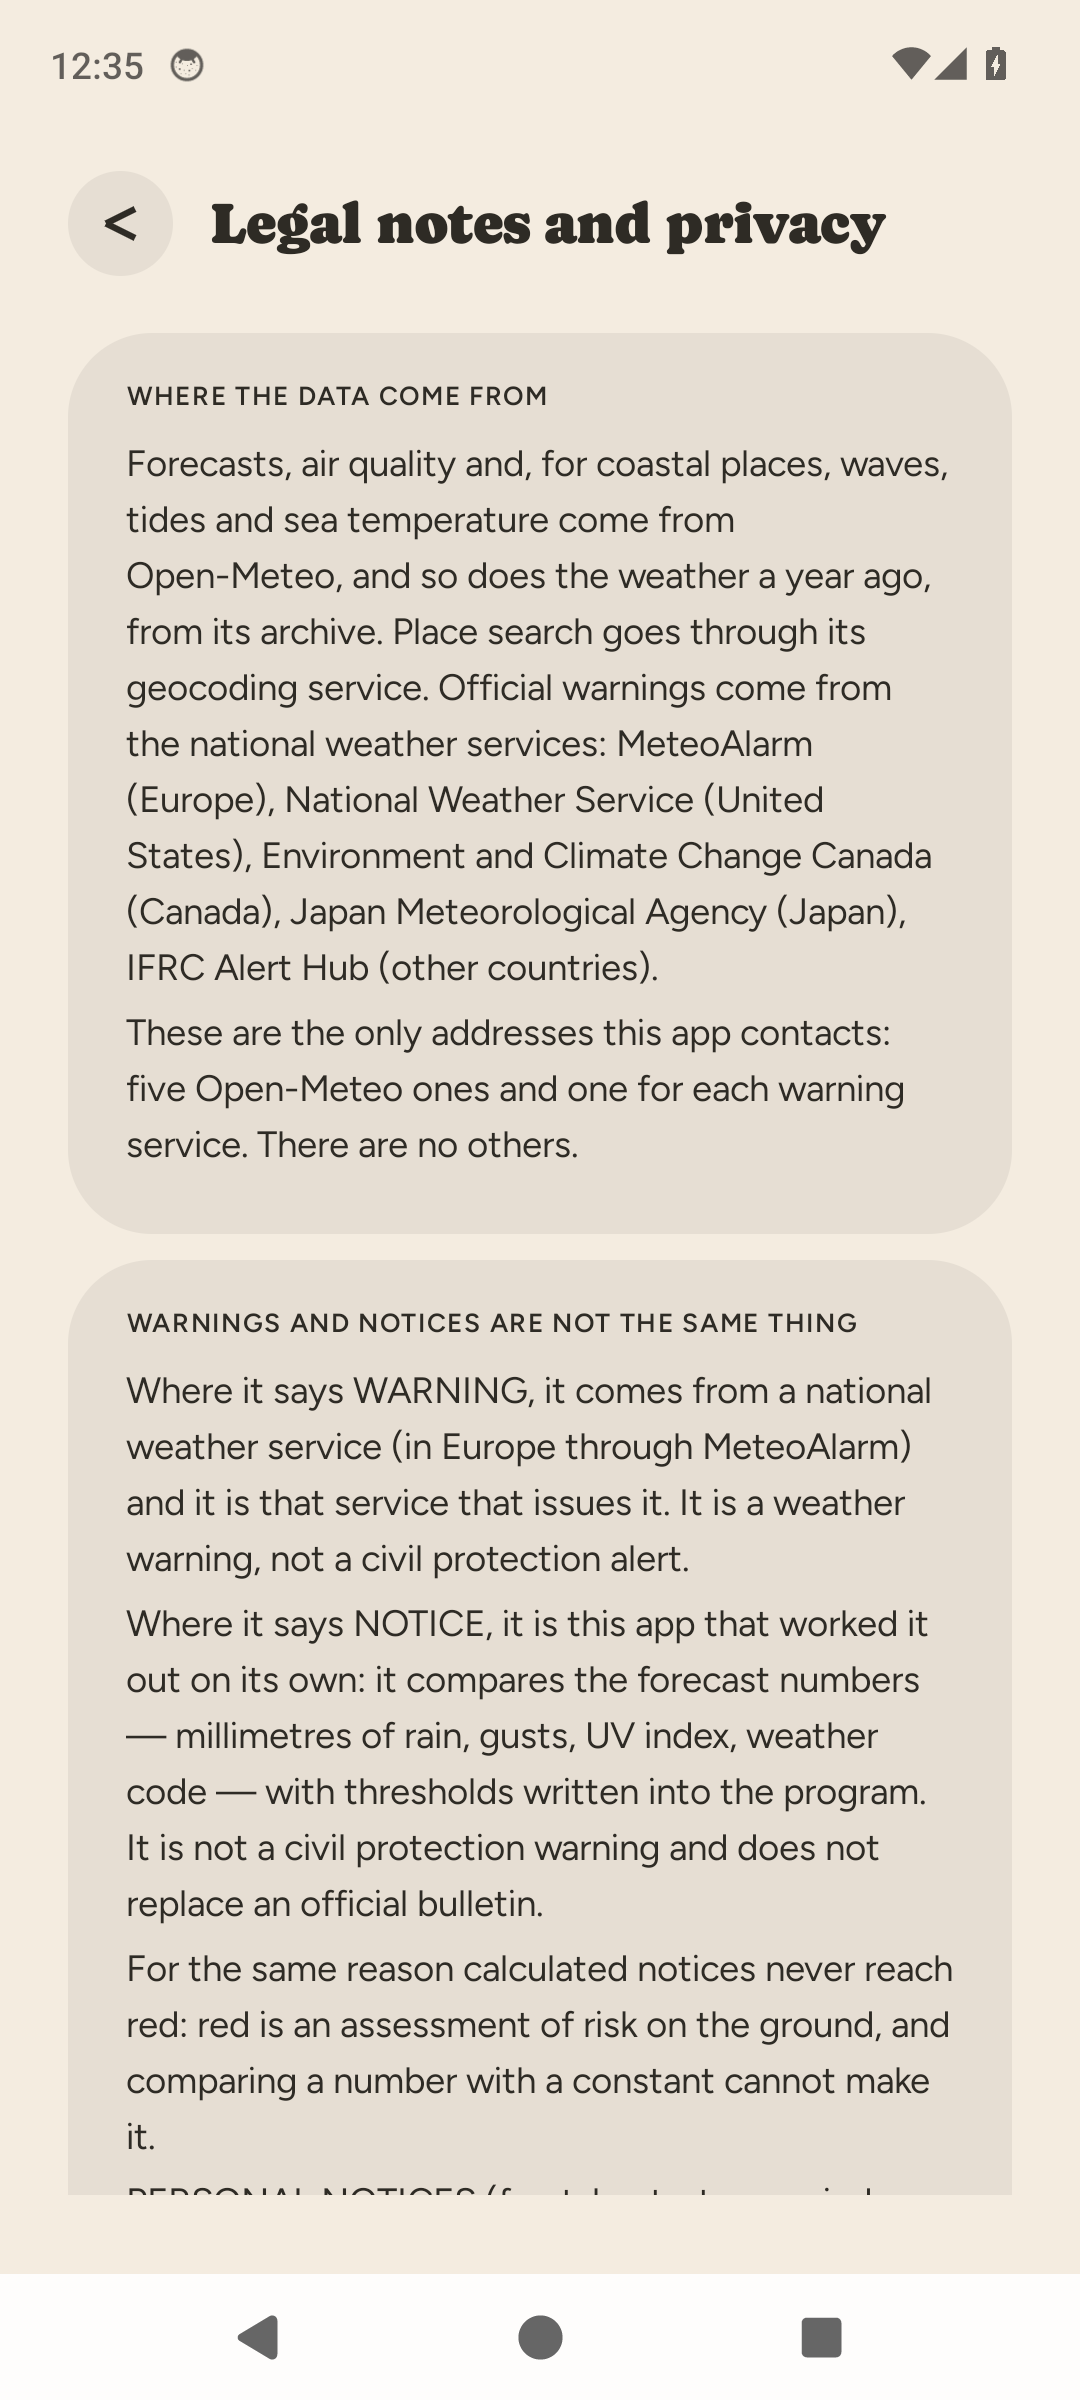 12:35
<
Legal notes and privacy
WHERE THE DATA COME FROM
Forecasts, air quality and, for coastal places, waves,
tides and sea temperature come from
Open-Meteo, and so does the weather a year ago,
from its archive. Place search goes through its
geocoding service. Official warnings come from
the national weather services: MeteoAlarm
(Europe), National Weather Service (United
States), Environment and Climate Change Canada
(Canada), Japan Meteorological Agency (Japan),
IFRC Alert Hub (other countries).
These are the only addresses this app contacts:
five Open-Meteo ones and one for each warning
service. There are no others.
WARNINGS AND NOTICES ARE NOT THE SAME THING
Where it says WARNING, it comes from a national
weather service (in Europe through MeteoAlarm)
and it is that service that issues it. It is a weather
warning, not a civil protection alert.
Where it says NOTICE, it is this app that worked it
out on its own: it compares the forecast numbers
— millimetres of rain, gusts, UV index, weather
code — with thresholds written into the program.
It is not a civil protection warning and does not
replace an official bulletin.
For the same reason calculated notices never reach
red: red is an assessment of risk on the ground, and
comparing a number with a constant cannot make
it.
PERSONAL NOTICES